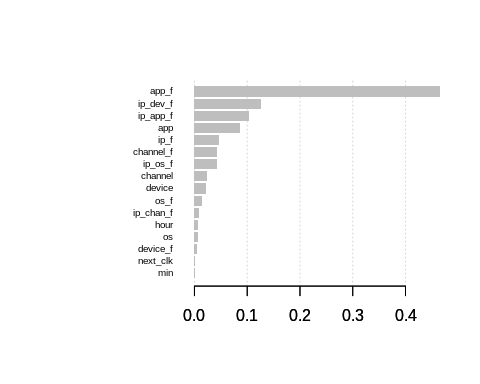 app_f
ip_dev_f
ip_app_f
app
ip_f
channel_f
ip_os_f
channel
device
os_f
ip_chan_f
hour
os
device_f
next_clk
min
0.0 0.1 0.2 0.3 0.4